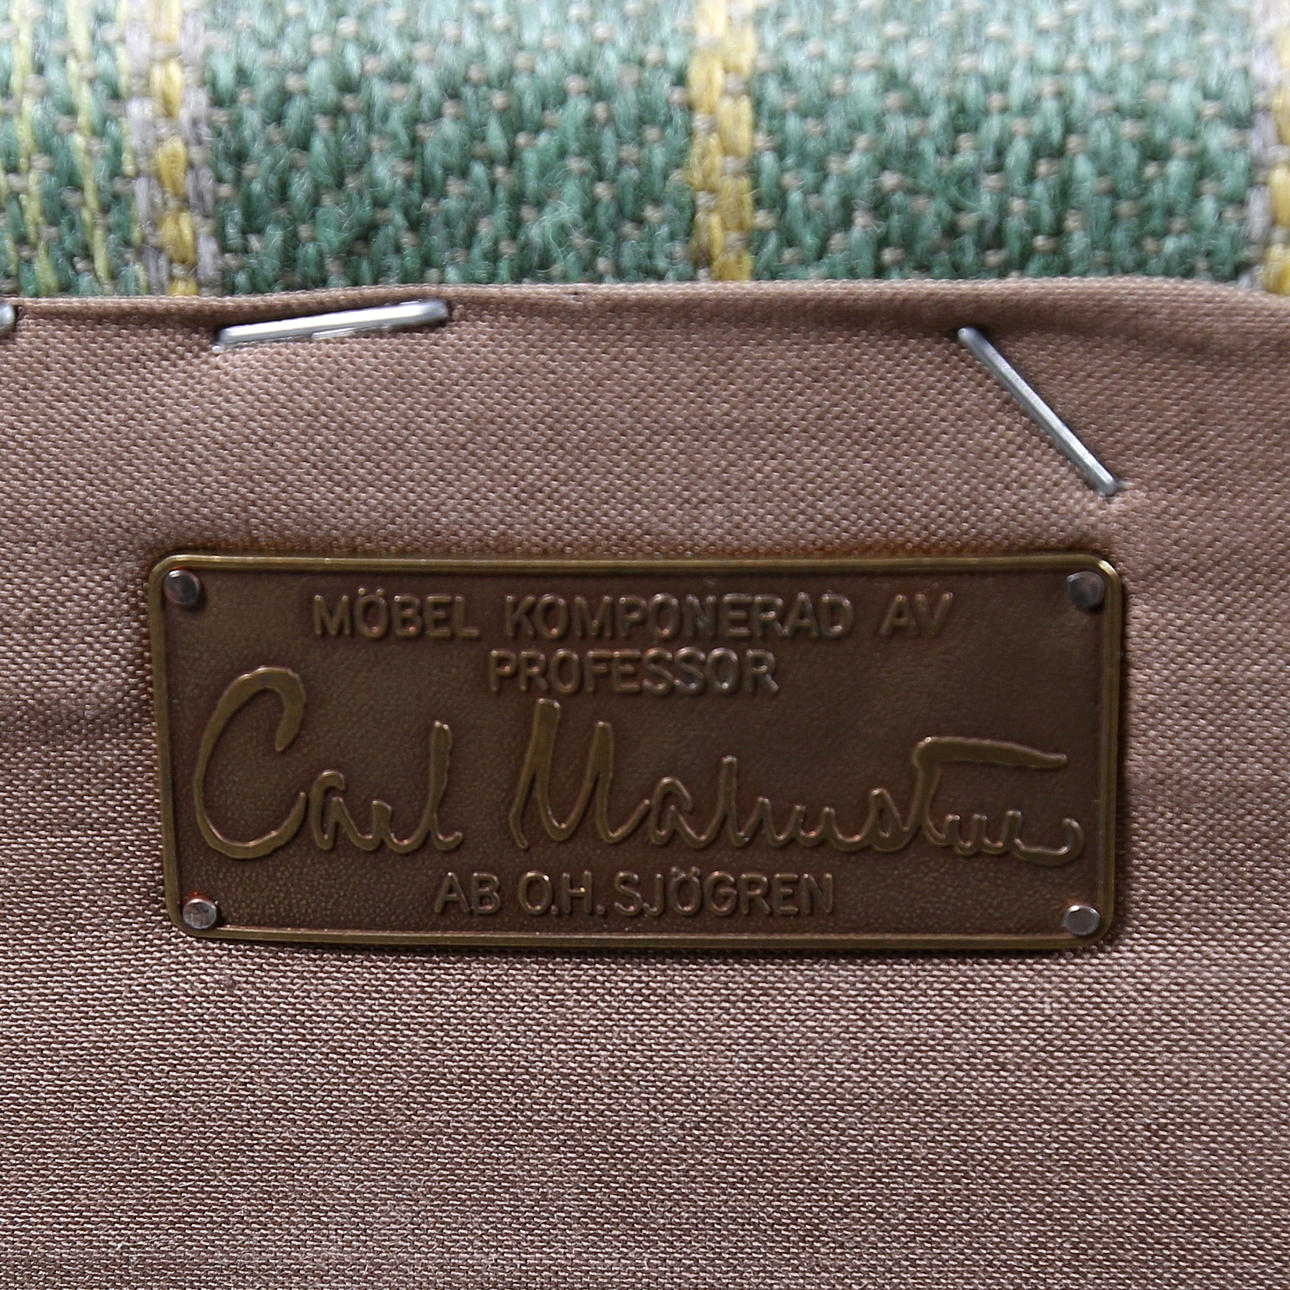 MÖBEL KOMPONERAD AV
PROFESSOR
Carl Malmsten
AB O.H. SJÖGREN